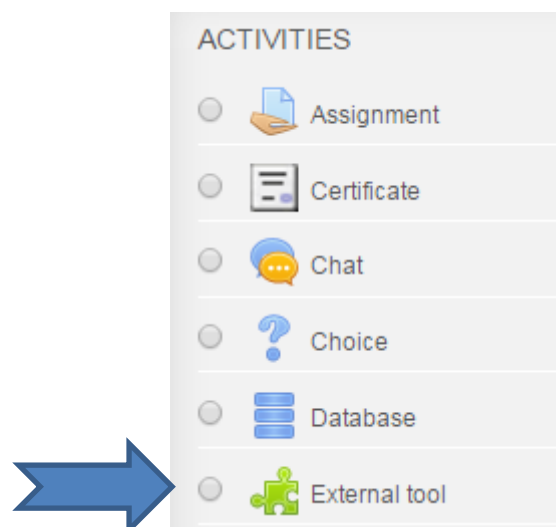 ACTIVITIES
Assignment
Certificate
Chat
Choice
Database
External tool